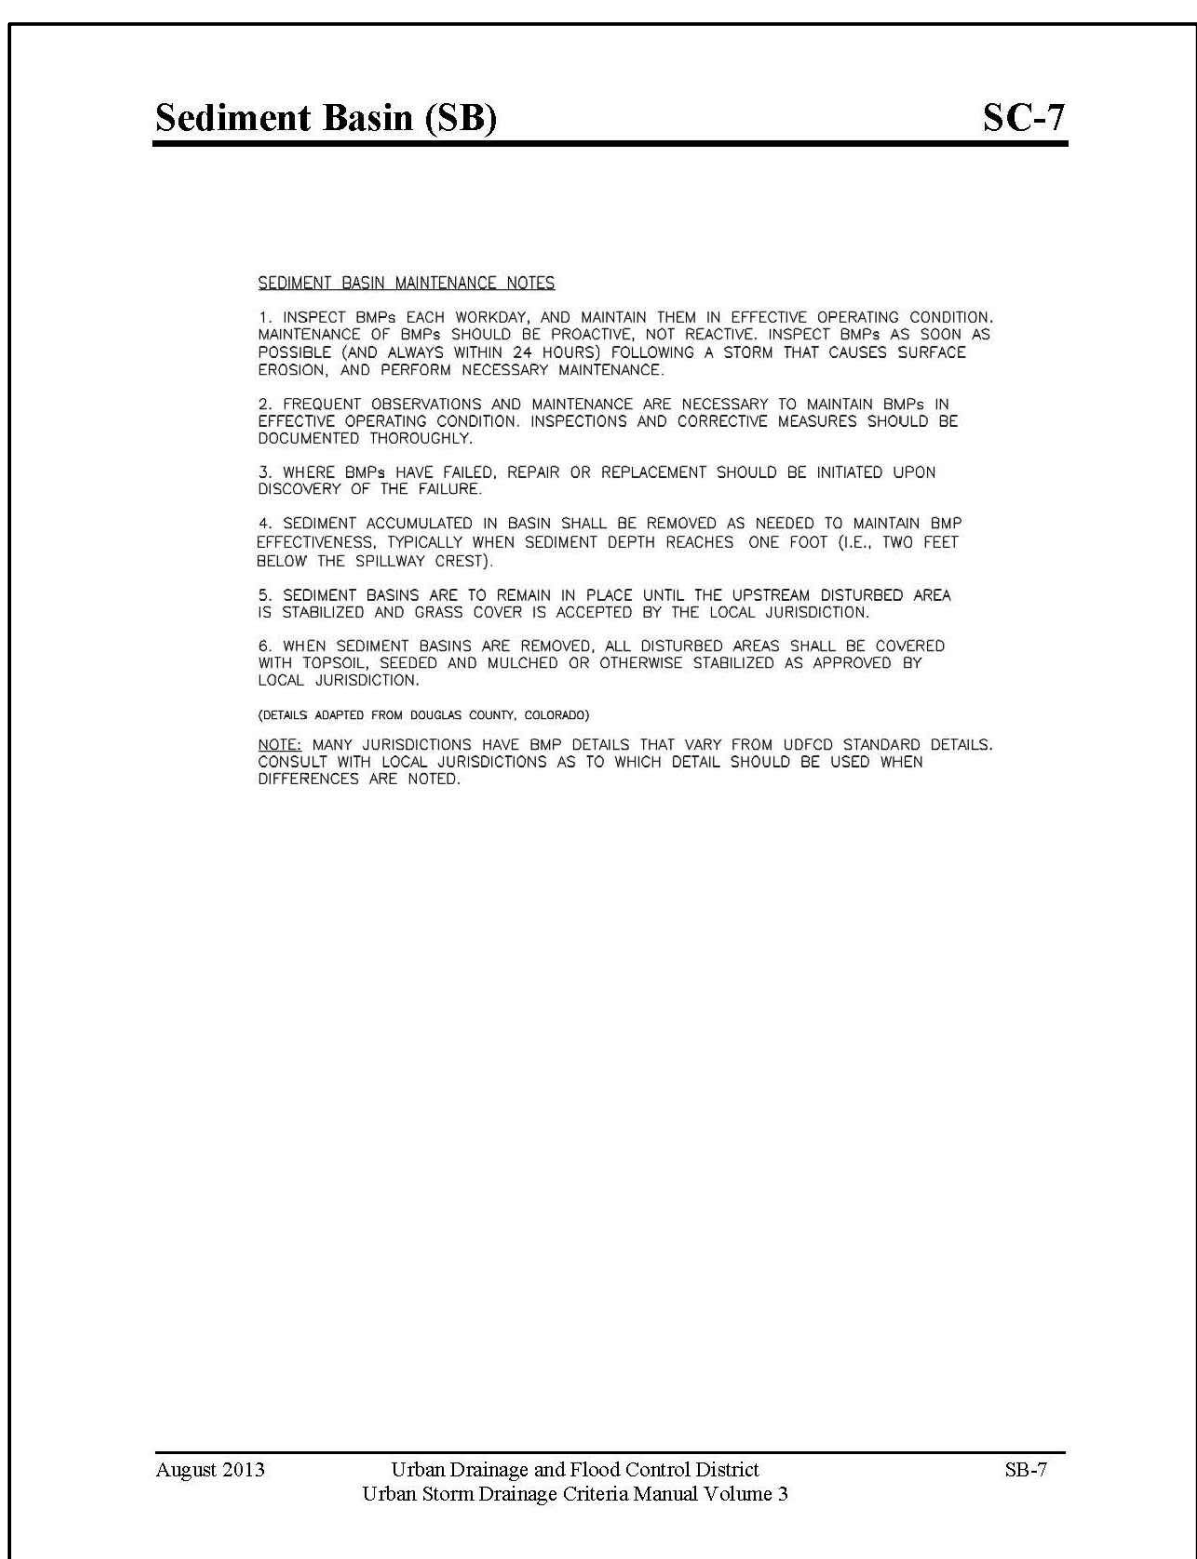 Sediment Basin (SB) SC-7
SEDIMENT BASIN MAINTENANCE NOTES
1. INSPECT BMPs EACH WORKDAY, AND MAINTAIN THEM IN EFFECTIVE OPERATING CONDITION.
MAINTENANCE OF BMPs SHOULD BE PROACTIVE, NOT REACTIVE. INSPECT BMPs AS SOON AS
POSSIBLE (AND ALWAYS WITHIN 24 HOURS) FOLLOWING A STORM THAT CAUSES SURFACE
EROSION, AND PERFORM NECESSARY MAINTENANCE.
2. FREQUENT OBSERVATIONS AND MAINTENANCE ARE NECESSARY TO MAINTAIN BMPs IN
EFFECTIVE OPERATING CONDITION. INSPECTIONS AND CORRECTIVE MEASURES SHOULD BE
DOCUMENTED THOROUGHLY.
3. WHERE BMPs HAVE FAILED, REPAIR OR REPLACEMENT SHOULD BE INITIATED UPON
DISCOVERY OF THE FAILURE.
4. SEDIMENT ACCUMULATED IN BASIN SHALL BE REMOVED AS NEEDED TO MAINTAIN BMP
EFFECTIVENESS, TYPICALLY WHEN SEDIMENT DEPTH REACHES ONE FOOT (I.E., TWO FEET
BELOW THE SPILLWAY CREST).
5. SEDIMENT BASINS ARE TO REMAIN IN PLACE UNTIL THE UPSTREAM DISTURBED AREA
IS STABILIZED AND GRASS COVER IS ACCEPTED BY THE LOCAL JURISDICTION.
6. WHEN SEDIMENT BASINS ARE REMOVED, ALL DISTURBED AREAS SHALL BE COVERED
WITH TOPSOIL, SEEDED AND MULCHED OR OTHERWISE STABILIZED AS APPROVED BY
LOCAL JURISDICTION.
(DETAILS ADAPTED FROM DOUGLAS COUNTY, COLORADO)
NOTE: MANY JURISDICTIONS HAVE BMP DETAILS THAT VARY FROM UDFCD STANDARD DETAILS.
CONSULT WITH LOCAL JURISDICTIONS AS TO WHICH DETAIL SHOULD BE USED WHEN
DIFFERENCES ARE NOTED.
August 2013 Urban Drainage and Flood Control District SB-7
Urban Storm Drainage Criteria Manual Volume 3